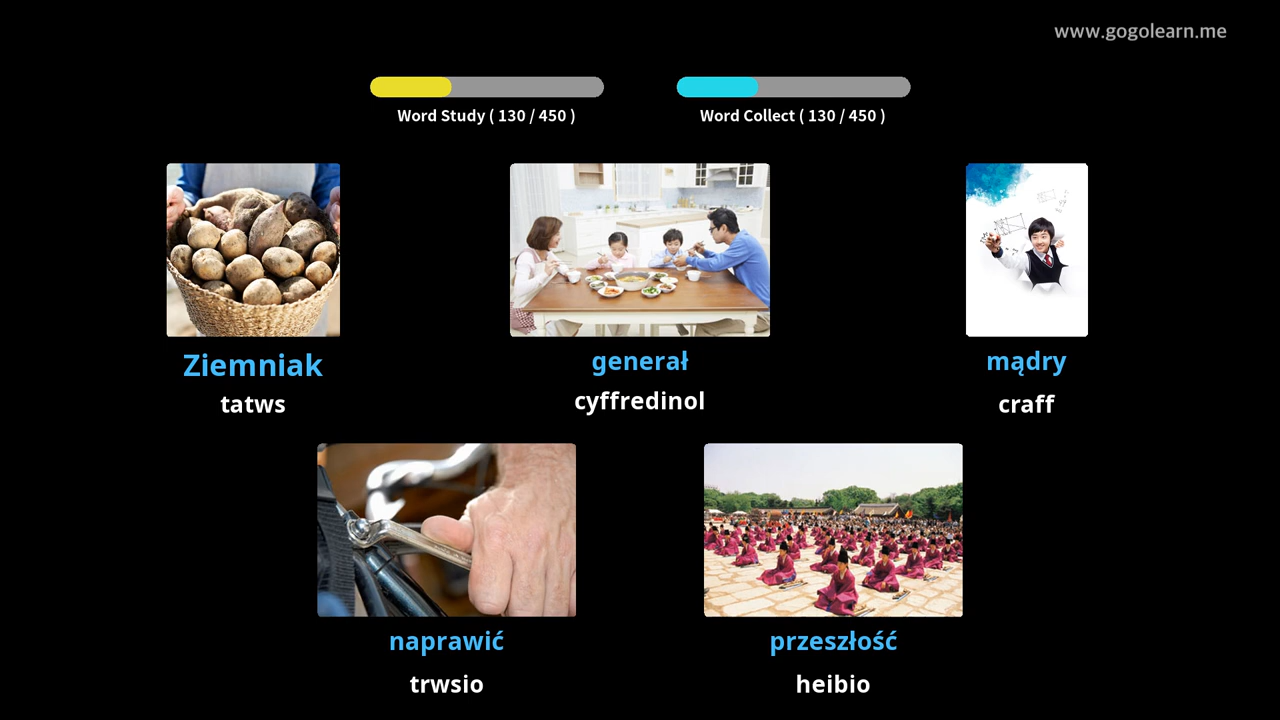 www.gogolearn.me
Word Study ( 130 / 450 )
Word Collect ( 130 / 450 )
Ziemniak
tatws
generał
cyffredinol
mądry
craff
naprawić
trwsio
przeszłość
heibio